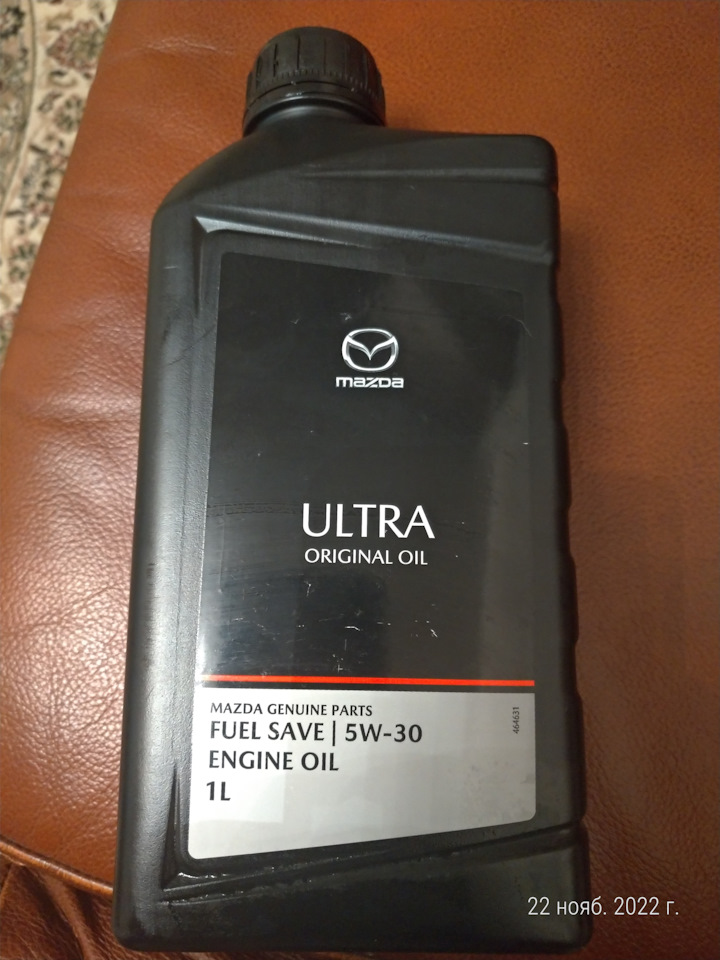 mazda
ULTRA
ORIGINAL OIL
MAZDA GENUINE PARTS
FUEL SAVE | 5W-30
ENGINE OIL
1L
464631
22 нояб. 2022 г.